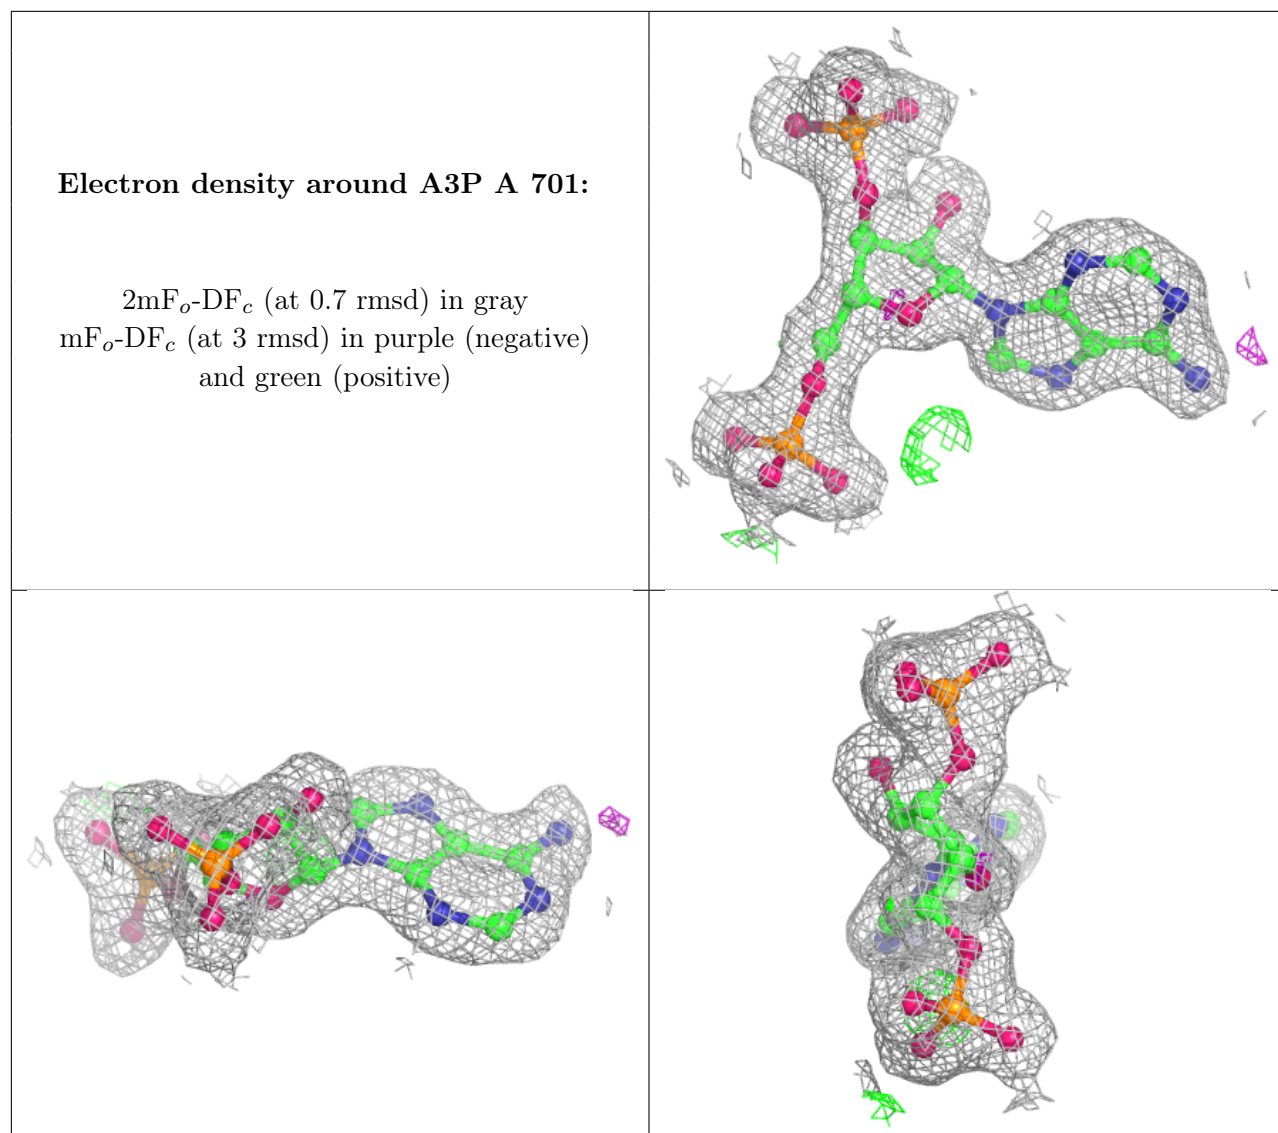 Electron density around A3P A 701:
2mFo-DFc (at 0.7 rmsd) in gray
mFo-DFc (at 3 rmsd) in purple (negative)
and green (positive)